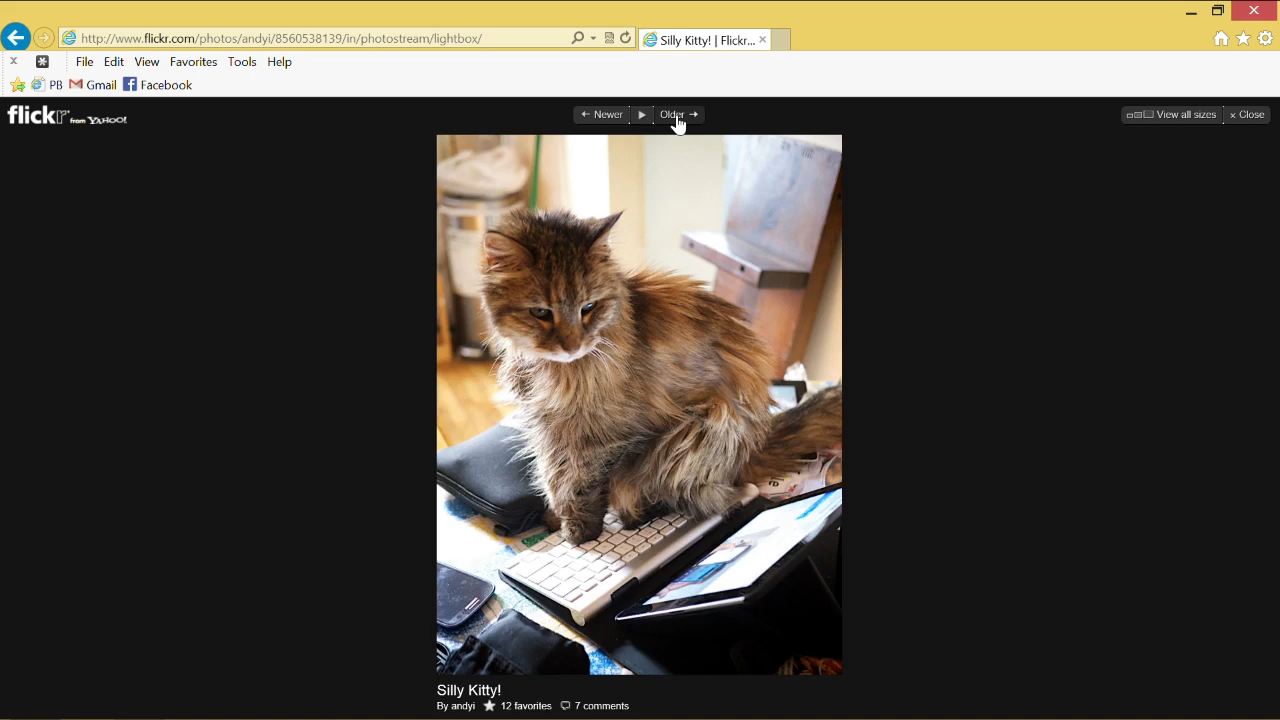 http://www.flickr.com/photos/andyi/8560538139/in/photostream/lightbox/
Silly Kitty! | Flickr...
File Edit View Favorites Tools Help
PB Gmail Facebook
flickr from YAHOO!
← Newer Older →
View all sizes × Close
Silly Kitty!
By andyi 12 favorites 7 comments